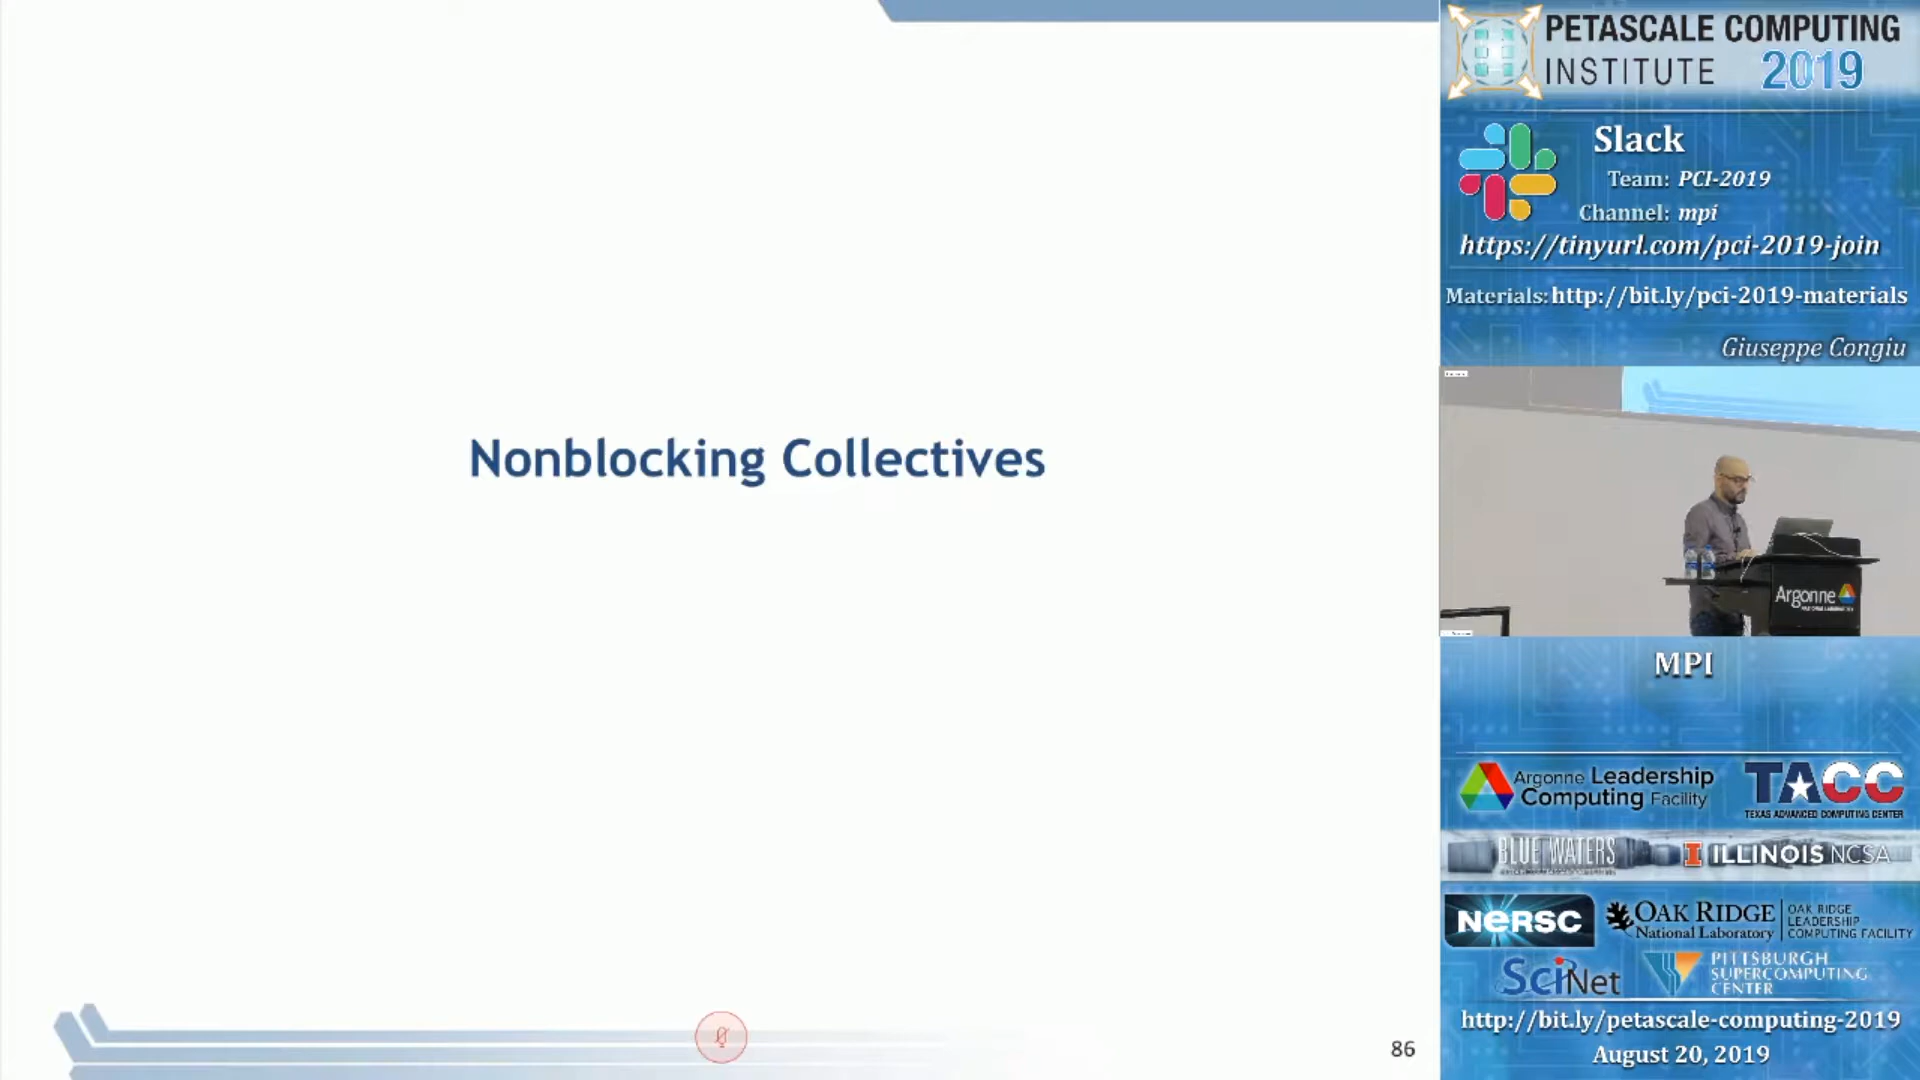 Nonblocking Collectives
86
PETASCALE COMPUTING
INSTITUTE 2019
Slack
Team: PCI-2019
Channel: mpi
https://tinyurl.com/pci-2019-join
Materials: http://bit.ly/pci-2019-materials
Giuseppe Congiu
Argonne
MPI
Argonne Leadership
Computing Facility
TACC
TEXAS ADVANCED COMPUTING CENTER
BLUE WATERS
ILLINOIS NCSA
NERSC
OAK RIDGE
National Laboratory
OAK RIDGE
LEADERSHIP
COMPUTING FACILITY
SciNet
PITTSBURGH
SUPERCOMPUTING
CENTER
http://bit.ly/petascale-computing-2019
August 20, 2019